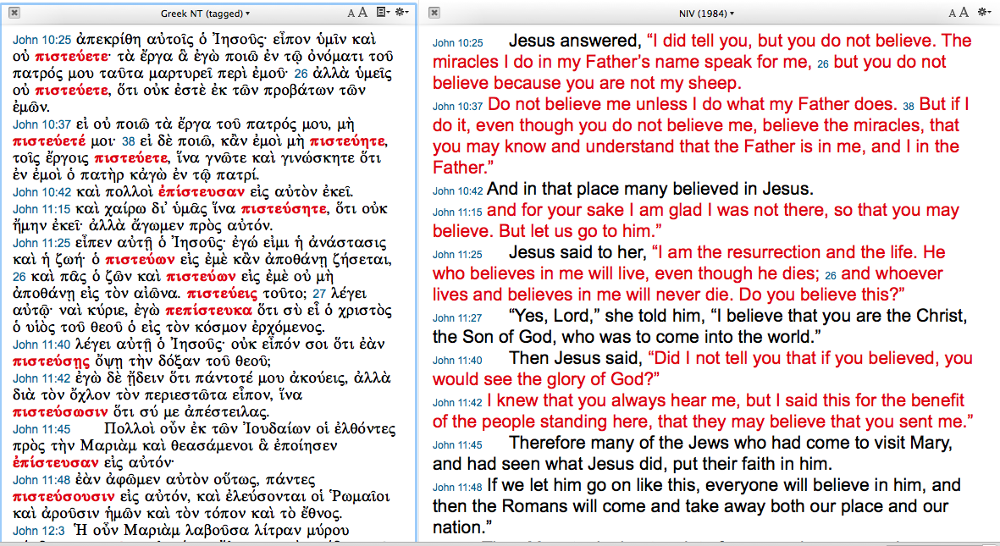 Greek NT (tagged)
A A
John 10:25 ἀπεκρίθη αὐτοῖς ὁ Ἰησοῦς· εἶπον ὑμῖν καὶ
οὐ πιστεύετε· τὰ ἔργα ἃ ἐγὼ ποιῶ ἐν τῷ ὀνόματι τοῦ
πατρός μου ταῦτα μαρτυρεῖ περὶ ἐμοῦ· 26 ἀλλὰ ὑμεῖς
οὐ πιστεύετε, ὅτι οὐκ ἐστὲ ἐκ τῶν προβάτων τῶν
ἐμῶν.
John 10:37 εἰ οὐ ποιῶ τὰ ἔργα τοῦ πατρός μου, μὴ
πιστεύετέ μοι· 38 εἰ δὲ ποιῶ, κἂν ἐμοὶ μὴ πιστεύητε,
τοῖς ἔργοις πιστεύετε, ἵνα γνῶτε καὶ γινώσκητε ὅτι
ἐν ἐμοὶ ὁ πατὴρ κἀγὼ ἐν τῷ πατρί.
John 10:42 καὶ πολλοὶ ἐπίστευσαν εἰς αὐτὸν ἐκεῖ.
John 11:15 καὶ χαίρω δι’ ὑμᾶς ἵνα πιστεύσητε, ὅτι οὐκ
ἤμην ἐκεῖ· ἀλλὰ ἄγωμεν πρὸς αὐτόν.
John 11:25 εἶπεν αὐτῇ ὁ Ἰησοῦς· ἐγώ εἰμι ἡ ἀνάστασις
καὶ ἡ ζωή· ὁ πιστεύων εἰς ἐμὲ κἂν ἀποθάνῃ ζήσεται,
26 καὶ πᾶς ὁ ζῶν καὶ πιστεύων εἰς ἐμὲ οὐ μὴ
ἀποθάνῃ εἰς τὸν αἰῶνα. πιστεύεις τοῦτο; 27 λέγει
αὐτῷ· ναὶ κύριε, ἐγὼ πεπίστευκα ὅτι σὺ εἶ ὁ χριστὸς
ὁ υἱὸς τοῦ θεοῦ ὁ εἰς τὸν κόσμον ἐρχόμενος.
John 11:40 λέγει αὐτῇ ὁ Ἰησοῦς· οὐκ εἶπόν σοι ὅτι ἐὰν
πιστεύσῃς ὄψῃ τὴν δόξαν τοῦ θεοῦ;
John 11:42 ἐγὼ δὲ ᾔδειν ὅτι πάντοτέ μου ἀκούεις, ἀλλὰ
διὰ τὸν ὄχλον τὸν περιεστῶτα εἶπον, ἵνα
πιστεύσωσιν ὅτι σύ με ἀπέστειλας.
John 11:45 Πολλοὶ οὖν ἐκ τῶν Ἰουδαίων οἱ ἐλθόντες
πρὸς τὴν Μαριὰμ καὶ θεασάμενοι ἃ ἐποίησεν
ἐπίστευσαν εἰς αὐτόν·
John 11:48 ἐὰν ἀφῶμεν αὐτὸν οὕτως, πάντες
πιστεύσουσιν εἰς αὐτόν, καὶ ἐλεύσονται οἱ Ῥωμαῖοι
καὶ ἀροῦσιν ἡμῶν καὶ τὸν τόπον καὶ τὸ ἔθνος.
John 12:3 Ἡ οὖν Μαριὰμ λαβοῦσα λίτραν μύρου
NIV (1984)
A A
John 10:25 Jesus answered, “I did tell you, but you do not believe. The
miracles I do in my Father’s name speak for me, 26 but you do not
believe because you are not my sheep.
John 10:37 Do not believe me unless I do what my Father does. 38 But if I
do it, even though you do not believe me, believe the miracles, that
you may know and understand that the Father is in me, and I in the
Father.”
John 10:42 And in that place many believed in Jesus.
John 11:15 and for your sake I am glad I was not there, so that you may
believe. But let us go to him.”
John 11:25 Jesus said to her, “I am the resurrection and the life. He
who believes in me will live, even though he dies; 26 and whoever
lives and believes in me will never die. Do you believe this?”
John 11:27 “Yes, Lord,” she told him, “I believe that you are the Christ,
the Son of God, who was to come into the world.”
John 11:40 Then Jesus said, “Did I not tell you that if you believed, you
would see the glory of God?”
John 11:42 I knew that you always hear me, but I said this for the benefit
of the people standing here, that they may believe that you sent me.”
John 11:45 Therefore many of the Jews who had come to visit Mary,
and had seen what Jesus did, put their faith in him.
John 11:48 If we let him go on like this, everyone will believe in him, and
then the Romans will come and take away both our place and our
nation.”